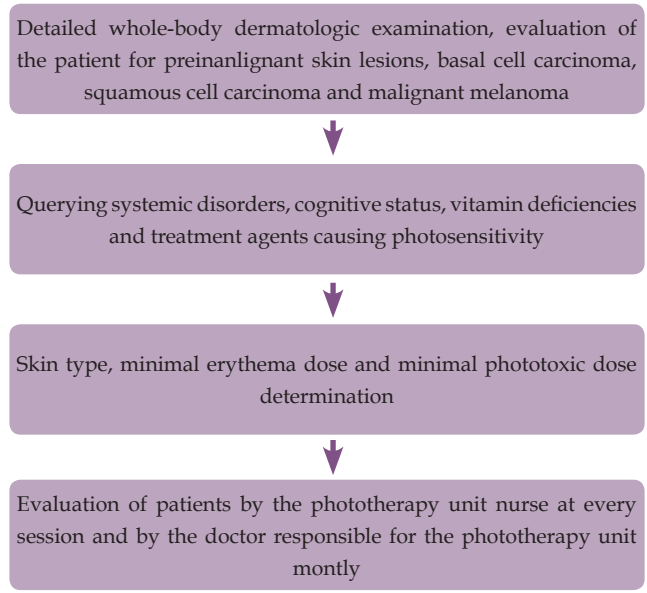 Detailed whole-body dermatologic examination, evaluation of
the patient for preinanlignant skin lesions, basal cell carcinoma,
squamous cell carcinoma and malignant melanoma
Querying systemic disorders, cognitive status, vitamin deficiencies
and treatment agents causing photosensitivity
Skin type, minimal erythema dose and minimal phototoxic dose
determination
Evaluation of patients by the phototherapy unit nurse at every
session and by the doctor responsible for the phototherapy unit
montly